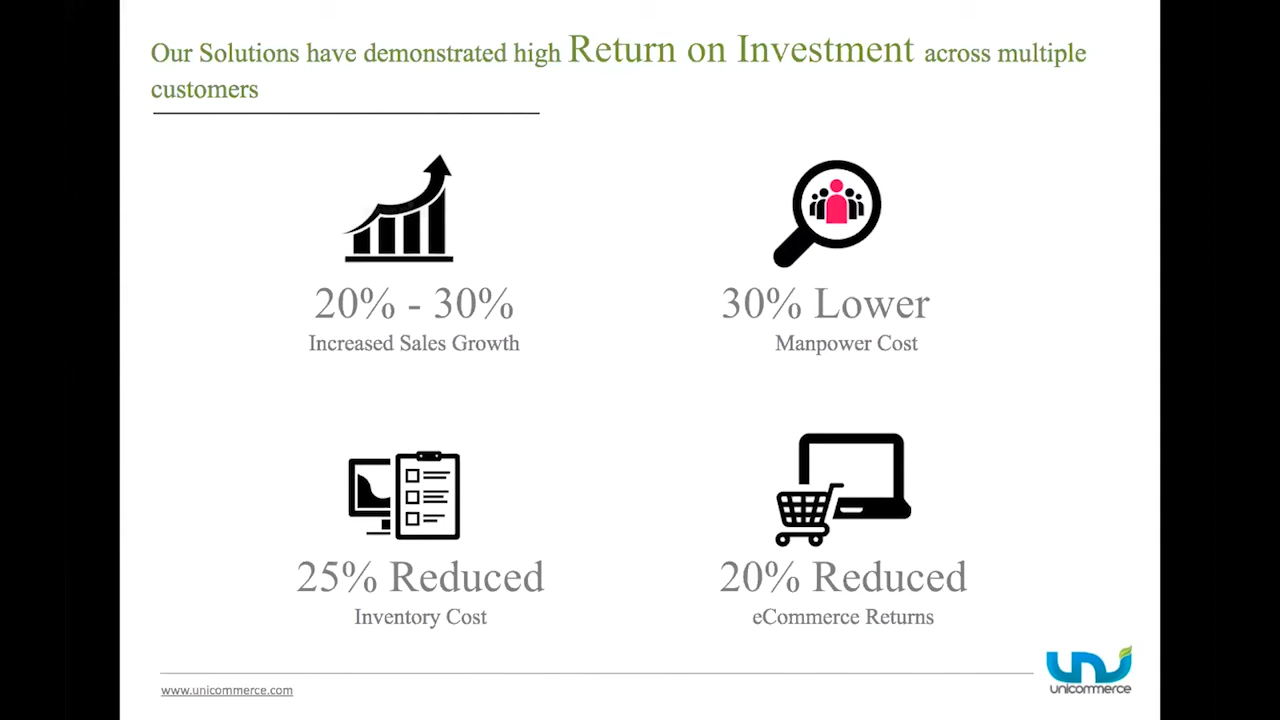 Our Solutions have demonstrated high Return on Investment across multiple
customers
20% - 30%
Increased Sales Growth
30% Lower
Manpower Cost
25% Reduced
Inventory Cost
20% Reduced
eCommerce Returns
www.unicommerce.com
uni
unicommerce